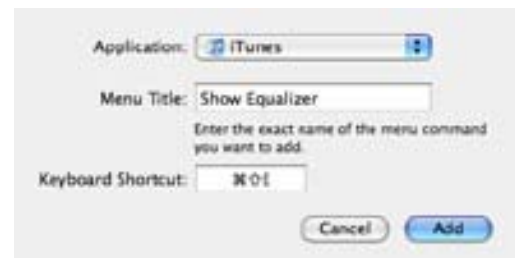 Application: iTunes
Menu Title: Show Equalizer
Enter the exact name of the menu command
you want to add.
Keyboard Shortcut:
Cancel Add